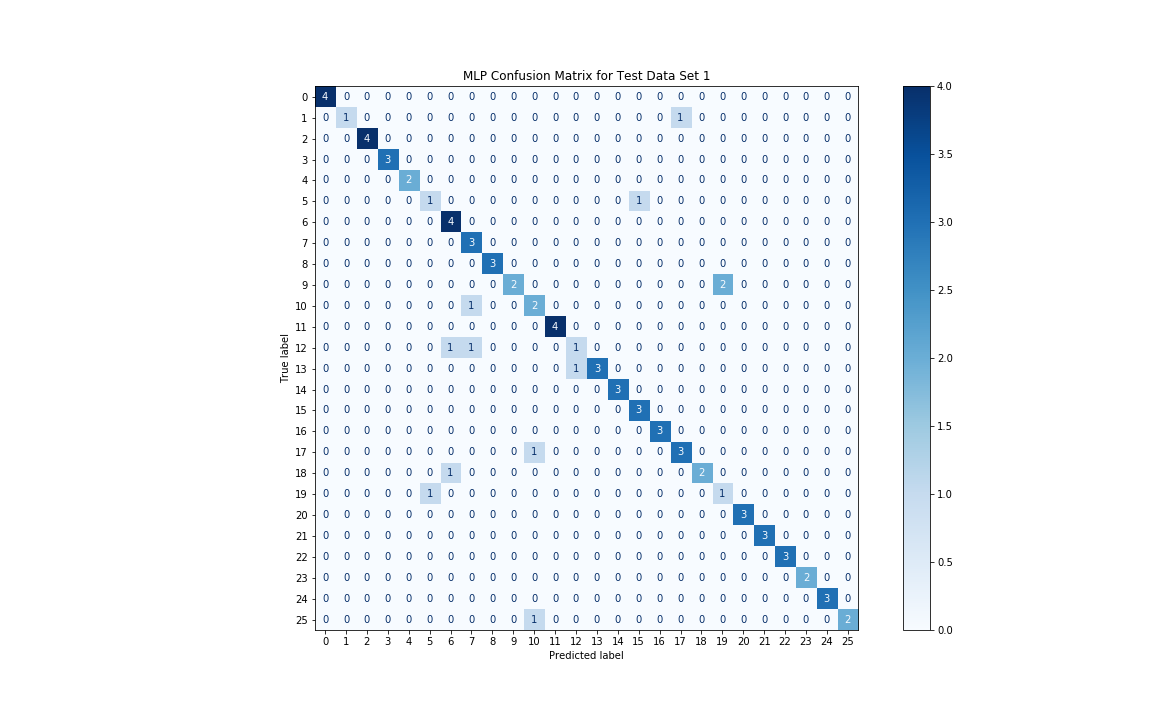 MLP Confusion Matrix for Test Data Set 1
0 4 0 0 0 0 0 0 0 0 0 0 0 0 0 0 0 0 0 0 0 0 0 0 0 0 0
1 0 1 0 0 0 0 0 0 0 0 0 0 0 0 0 0 0 1 0 0 0 0 0 0 0 0
2 0 0 4 0 0 0 0 0 0 0 0 0 0 0 0 0 0 0 0 0 0 0 0 0 0 0
3 0 0 0 3 0 0 0 0 0 0 0 0 0 0 0 0 0 0 0 0 0 0 0 0 0 0
4 0 0 0 0 2 0 0 0 0 0 0 0 0 0 0 0 0 0 0 0 0 0 0 0 0 0
5 0 0 0 0 0 1 0 0 0 0 0 0 0 0 0 1 0 0 0 0 0 0 0 0 0 0
6 0 0 0 0 0 0 4 0 0 0 0 0 0 0 0 0 0 0 0 0 0 0 0 0 0 0
7 0 0 0 0 0 0 0 3 0 0 0 0 0 0 0 0 0 0 0 0 0 0 0 0 0 0
8 0 0 0 0 0 0 0 0 3 0 0 0 0 0 0 0 0 0 0 0 0 0 0 0 0 0
9 0 0 0 0 0 0 0 0 0 2 0 0 0 0 0 0 0 0 0 2 0 0 0 0 0 0
10 0 0 0 0 0 0 0 1 0 0 2 0 0 0 0 0 0 0 0 0 0 0 0 0 0 0
11 0 0 0 0 0 0 0 0 0 0 0 4 0 0 0 0 0 0 0 0 0 0 0 0 0 0
12 0 0 0 0 0 0 1 1 0 0 0 0 1 0 0 0 0 0 0 0 0 0 0 0 0 0
13 0 0 0 0 0 0 0 0 0 0 0 0 1 3 0 0 0 0 0 0 0 0 0 0 0 0
14 0 0 0 0 0 0 0 0 0 0 0 0 0 0 3 0 0 0 0 0 0 0 0 0 0 0
15 0 0 0 0 0 0 0 0 0 0 0 0 0 0 0 3 0 0 0 0 0 0 0 0 0 0
16 0 0 0 0 0 0 0 0 0 0 0 0 0 0 0 0 3 0 0 0 0 0 0 0 0 0
17 0 0 0 0 0 0 0 0 0 0 1 0 0 0 0 0 0 3 0 0 0 0 0 0 0 0
18 0 0 0 0 0 0 1 0 0 0 0 0 0 0 0 0 0 0 2 0 0 0 0 0 0 0
19 0 0 0 0 0 1 0 0 0 0 0 0 0 0 0 0 0 0 0 1 0 0 0 0 0 0
20 0 0 0 0 0 0 0 0 0 0 0 0 0 0 0 0 0 0 0 0 3 0 0 0 0 0
21 0 0 0 0 0 0 0 0 0 0 0 0 0 0 0 0 0 0 0 0 0 3 0 0 0 0
22 0 0 0 0 0 0 0 0 0 0 0 0 0 0 0 0 0 0 0 0 0 0 3 0 0 0
23 0 0 0 0 0 0 0 0 0 0 0 0 0 0 0 0 0 0 0 0 0 0 0 2 0 0
24 0 0 0 0 0 0 0 0 0 0 0 0 0 0 0 0 0 0 0 0 0 0 0 0 3 0
25 0 0 0 0 0 0 0 0 0 0 1 0 0 0 0 0 0 0 0 0 0 0 0 0 0 2
0 1 2 3 4 5 6 7 8 9 10 11 12 13 14 15 16 17 18 19 20 21 22 23 24 25
Predicted label
True label
4.0
3.5
3.0
2.5
2.0
1.5
1.0
0.5
0.0